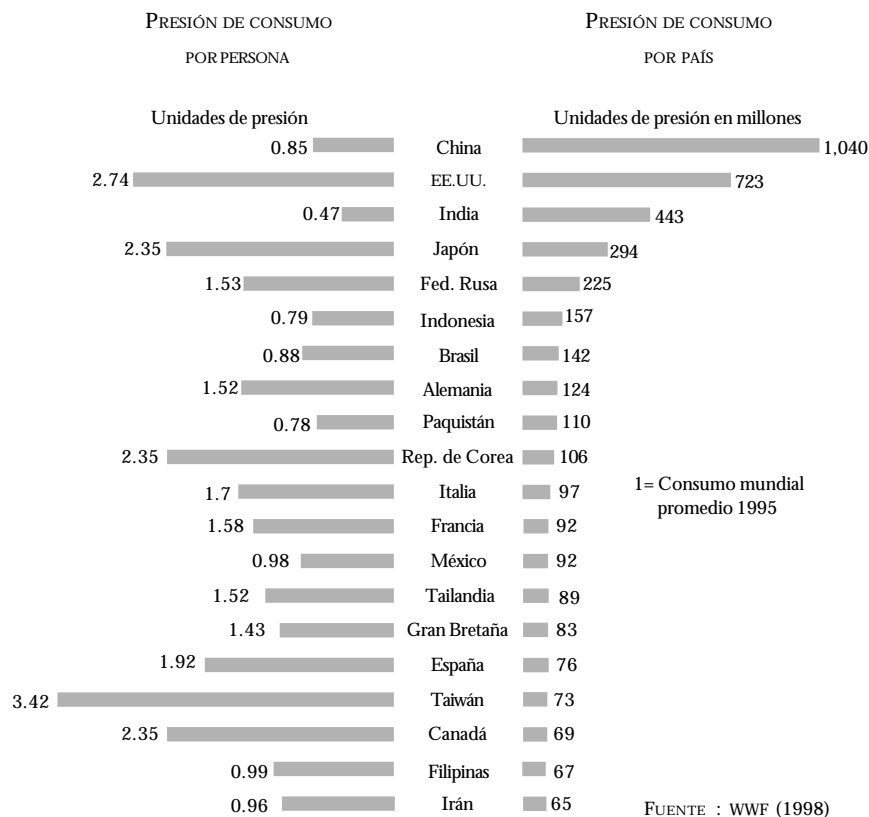 PRESIÓN DE CONSUMO PRESIÓN DE CONSUMO
POR PERSONA POR PAÍS
Unidades de presión Unidades de presión en millones
0.85 China 1,040
2.74 EE.UU. 723
0.47 India 443
2.35 Japón 294
1.53 Fed. Rusa 225
0.79 Indonesia 157
0.88 Brasil 142
1.52 Alemania 124
0.78 Paquistán 110
2.35 Rep. de Corea 106
1.7 Italia 97
1= Consumo mundial
promedio 1995
1.58 Francia 92
0.98 México 92
1.52 Tailandia 89
1.43 Gran Bretaña 83
1.92 España 76
3.42 Taiwán 73
2.35 Canadá 69
0.99 Filipinas 67
0.96 Irán 65
FUENTE : WWF (1998)